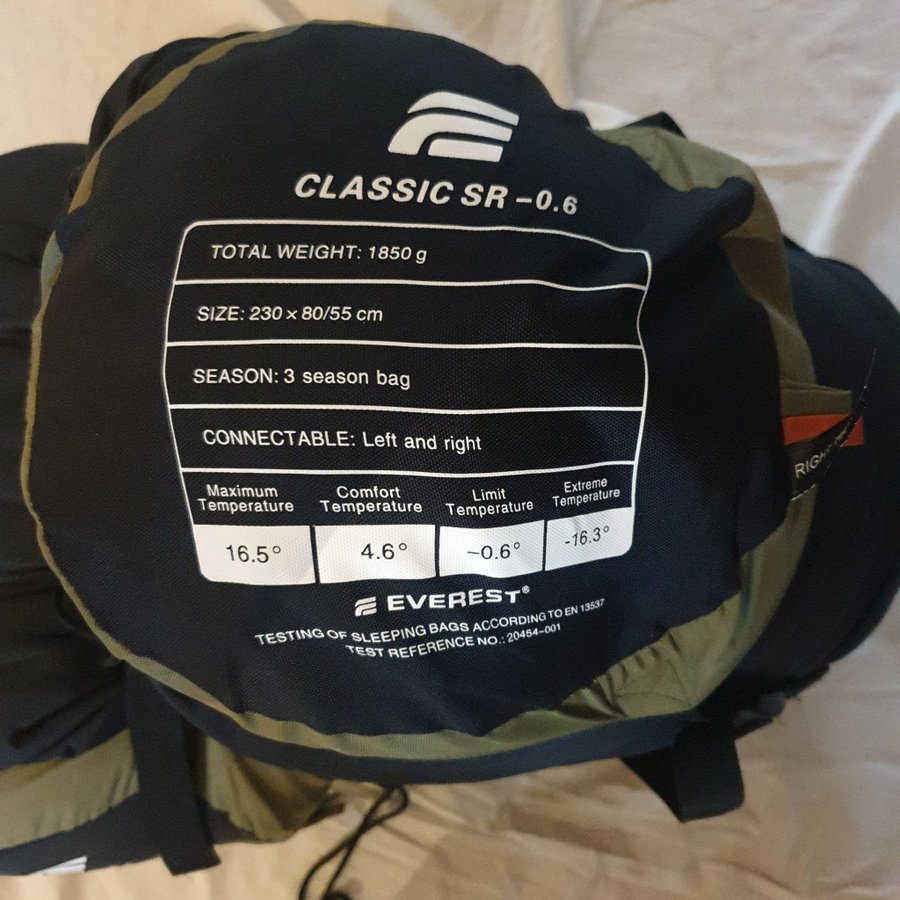 CLASSIC SR -0.6
TOTAL WEIGHT: 1850 g
SIZE: 230 x 80/55 cm
SEASON: 3 season bag
CONNECTABLE: Left and right
Maximum Temperature
Comfort Temperature
Limit Temperature
Extreme Temperature
16.5° 4.6° -0.6° -16.3°
EVEREST®
TESTING OF SLEEPING BAGS ACCORDING TO EN 13537
TEST REFERENCE NO.: 20454-001
RIGHT